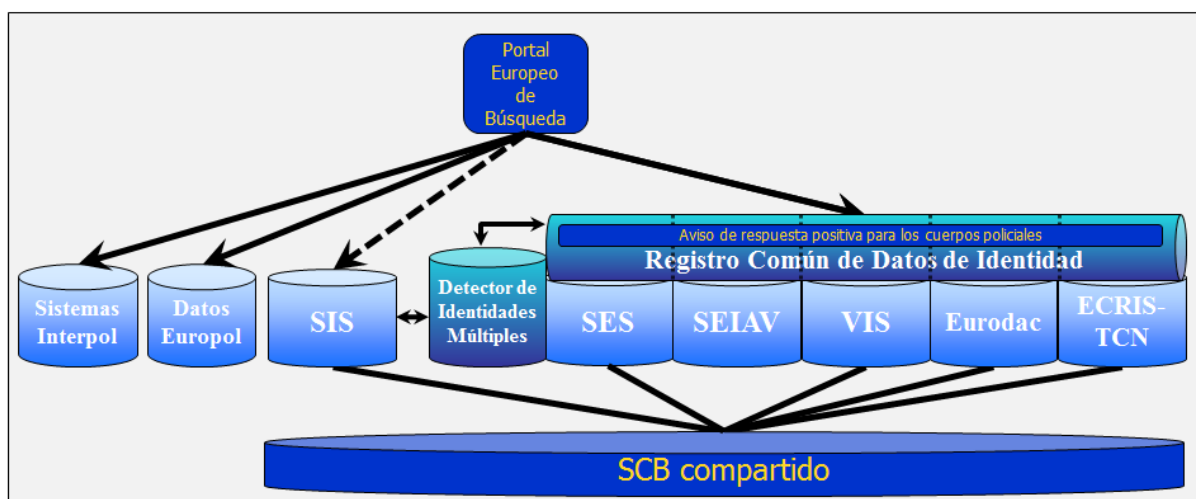 Portal
Europeo
de
Búsqueda
Aviso de respuesta positiva para los cuerpos policiales
Registro Común de Datos de Identidad
Sistemas
Interpol
Datos
Europol
SIS
Detector de
Identidades
Múltiples
SES
SEIAV
VIS
Eurodac
ECRIS-
TCN
SCB compartido